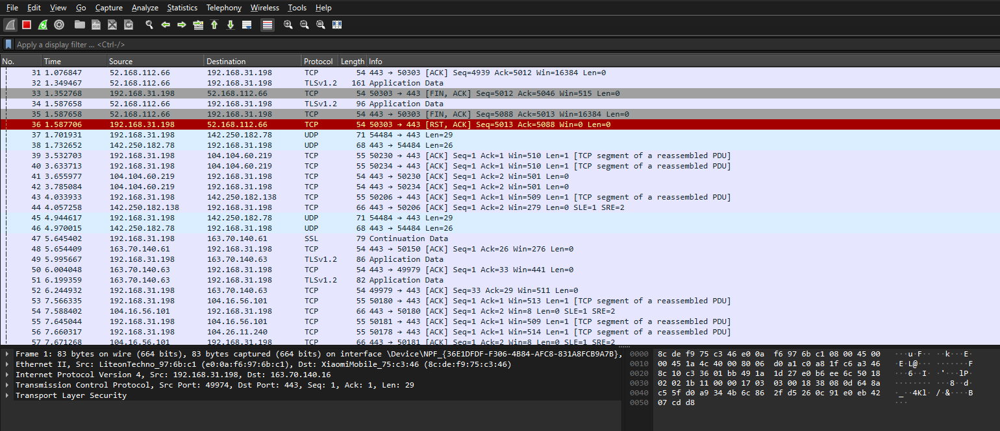 File Edit View Go Capture Analyze Statistics Telephony Wireless Tools Help
Apply a display filter ... <Ctrl-/>
No. Time Source Destination Protocol Length Info
31 1.076847 52.168.112.66 192.168.31.198 TCP 54 443 → 50303 [ACK] Seq=4939 Ack=5012 Win=16384 Len=0
32 1.349467 52.168.112.66 192.168.31.198 TLSv1.2 161 Application Data
33 1.352768 192.168.31.198 52.168.112.66 TCP 54 50303 → 443 [FIN, ACK] Seq=5012 Ack=5046 Win=515 Len=0
34 1.587658 52.168.112.66 192.168.31.198 TLSv1.2 96 Application Data
35 1.587658 52.168.112.66 192.168.31.198 TCP 54 443 → 50303 [FIN, ACK] Seq=5088 Ack=5013 Win=16384 Len=0
36 1.587706 192.168.31.198 52.168.112.66 TCP 54 50303 → 443 [RST, ACK] Seq=5013 Ack=5088 Win=0 Len=0
37 1.701931 192.168.31.198 142.250.182.78 UDP 71 54484 → 443 Len=29
38 1.732652 142.250.182.78 192.168.31.198 UDP 68 443 → 54484 Len=26
39 3.532703 192.168.31.198 104.104.60.219 TCP 55 50230 → 443 [ACK] Seq=1 Ack=1 Win=510 Len=1 [TCP segment of a reassembled PDU]
40 3.633713 192.168.31.198 104.104.60.219 TCP 55 50234 → 443 [ACK] Seq=1 Ack=1 Win=510 Len=1 [TCP segment of a reassembled PDU]
41 3.655977 104.104.60.219 192.168.31.198 TCP 54 443 → 50230 [ACK] Seq=1 Ack=2 Win=501 Len=0
42 3.785084 104.104.60.219 192.168.31.198 TCP 54 443 → 50234 [ACK] Seq=1 Ack=2 Win=501 Len=0
43 4.033933 192.168.31.198 142.250.182.138 TCP 55 50206 → 443 [ACK] Seq=1 Ack=1 Win=509 Len=1 [TCP segment of a reassembled PDU]
44 4.057258 142.250.182.138 192.168.31.198 TCP 66 443 → 50206 [ACK] Seq=1 Ack=2 Win=279 Len=0 SLE=1 SRE=2
45 4.944617 192.168.31.198 142.250.182.78 UDP 71 54484 → 443 Len=29
46 4.970015 142.250.182.78 192.168.31.198 UDP 68 443 → 54484 Len=26
47 5.645402 192.168.31.198 163.70.140.61 SSL 79 Continuation Data
48 5.654409 163.70.140.61 192.168.31.198 TCP 54 443 → 50150 [ACK] Seq=1 Ack=26 Win=276 Len=0
49 5.995667 192.168.31.198 163.70.140.63 TLSv1.2 86 Application Data
50 6.004048 163.70.140.63 192.168.31.198 TCP 54 443 → 49979 [ACK] Seq=1 Ack=33 Win=441 Len=0
51 6.199359 163.70.140.63 192.168.31.198 TLSv1.2 82 Application Data
52 6.244932 192.168.31.198 163.70.140.63 TCP 54 49979 → 443 [ACK] Seq=33 Ack=29 Win=511 Len=0
53 7.566335 192.168.31.198 104.16.56.101 TCP 55 50180 → 443 [ACK] Seq=1 Ack=1 Win=513 Len=1 [TCP segment of a reassembled PDU]
54 7.588402 104.16.56.101 192.168.31.198 TCP 66 443 → 50180 [ACK] Seq=1 Ack=2 Win=8 Len=0 SLE=1 SRE=2
55 7.645044 192.168.31.198 104.16.56.101 TCP 55 50181 → 443 [ACK] Seq=1 Ack=1 Win=509 Len=1 [TCP segment of a reassembled PDU]
56 7.660317 192.168.31.198 104.26.11.240 TCP 55 50178 → 443 [ACK] Seq=1 Ack=1 Win=514 Len=1 [TCP segment of a reassembled PDU]
57 7.671268 104.16.56.101 192.168.31.198 TCP 66 443 → 50181 [ACK] Seq=1 Ack=2 Win=8 Len=0 SLE=1 SRE=2
Frame 1: 83 bytes on wire (664 bits), 83 bytes captured (664 bits) on interface \Device\NPF_{36E1DFDF-F306-4B84-AFC8-831A8FCB9A7B},
Ethernet II, Src: LiteonTechno_97:6b:c1 (e0:0a:f6:97:6b:c1), Dst: XiaomiMobile_75:c3:46 (8c:de:f9:75:c3:46)
Internet Protocol Version 4, Src: 192.168.31.198, Dst: 163.70.140.16
Transmission Control Protocol, Src Port: 49974, Dst Port: 443, Seq: 1, Ack: 1, Len: 29
Transport Layer Security
0000 8c de f9 75 c3 46 e0 0a f6 97 6b c1 08 00 45 00 ···u·F·· ··k···E·
0010 00 45 1a 4c 40 00 80 06 d0 a1 c0 a8 1f c6 a3 46 ·E·L@··· ·······F
0020 8c 10 c3 36 01 bb 49 1a 1d 27 e0 b6 ee 6c 50 18 ···6··I· ·'···lP·
0030 02 02 1b 11 00 00 17 03 03 00 18 38 08 0d 64 8a ········ ···8··d·
0040 c5 5f d0 a9 34 4b 6c 86 2f d5 26 0c 91 e0 eb 42 ·_··4Kl· /·&····B
0050 07 cd d8 ···